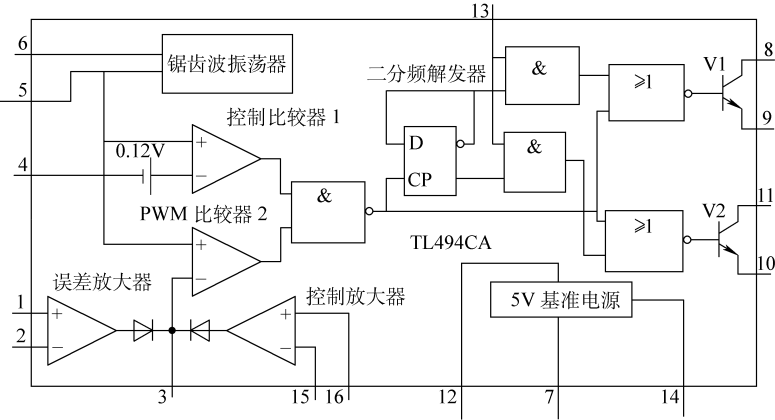 13
6
锯齿波振荡器
二分频解发器
&
≥1
V1
8
5
9
控制比较器 1
0.12V
+
−
4
D
CP
&
PWM 比较器 2
&
+
−
TL494CA
≥1
V2
11
10
误差放大器
控制放大器
5V 基准电源
1
+
2
−
+
−
3
15
16
12
7
14